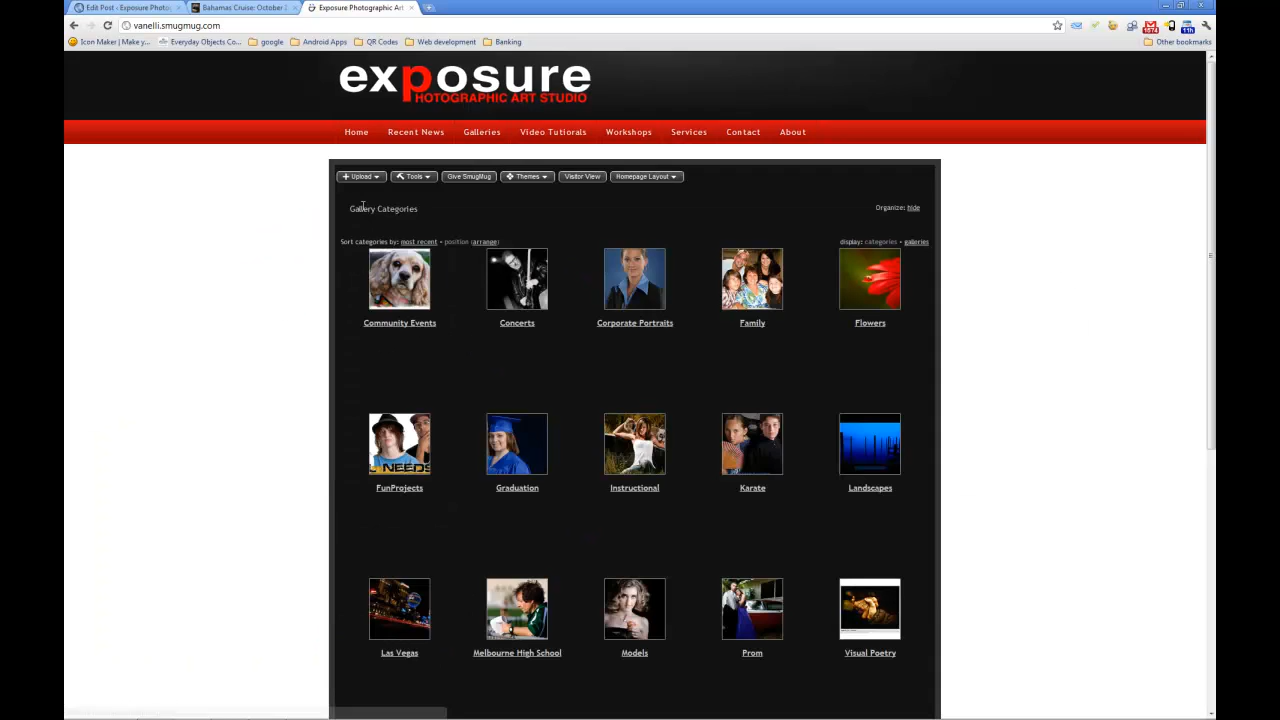 Edit Post ‹ Exposure Photog
Bahamas Cruise: October 2
Exposure Photographic Art
vanelli.smugmug.com
Icon Maker | Make y...
Everyday Objects Co...
google
Android Apps
QR Codes
Web development
Banking
Other bookmarks
1574
11h
exposure
PHOTOGRAPHIC ART STUDIO
Home
Recent News
Galleries
Video Tutorials
Workshops
Services
Contact
About
Upload
Tools
Give SmugMug
Themes
Visitor View
Homepage Layout
Gallery Categories
Organize: hide
Sort categories by: most recent • position (arrange)
display: categories • galleries
Community Events
Concerts
Corporate Portraits
Family
Flowers
FunProjects
Graduation
Instructional
Karate
Landscapes
Las Vegas
Melbourne High School
Models
Prom
Visual Poetry